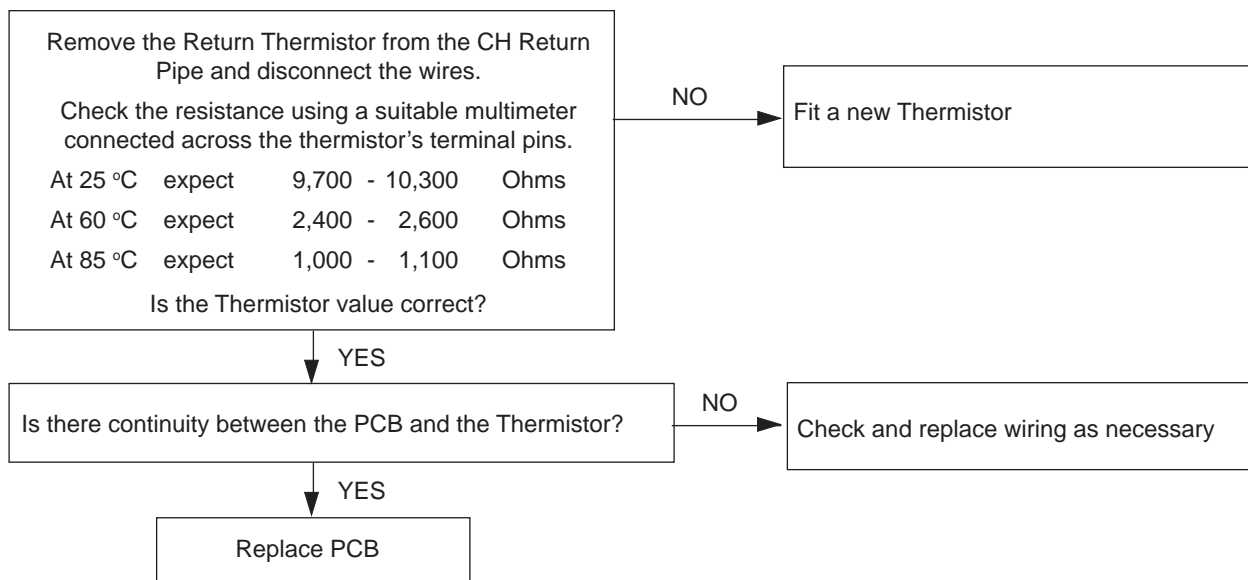 Remove the Return Thermistor from the CH Return
Pipe and disconnect the wires.
Check the resistance using a suitable multimeter
connected across the thermistor's terminal pins.
At 25 °C expect 9,700 - 10,300 Ohms
At 60 °C expect 2,400 - 2,600 Ohms
At 85 °C expect 1,000 - 1,100 Ohms
Is the Thermistor value correct?
NO
Fit a new Thermistor
YES
Is there continuity between the PCB and the Thermistor?
NO
Check and replace wiring as necessary
YES
Replace PCB